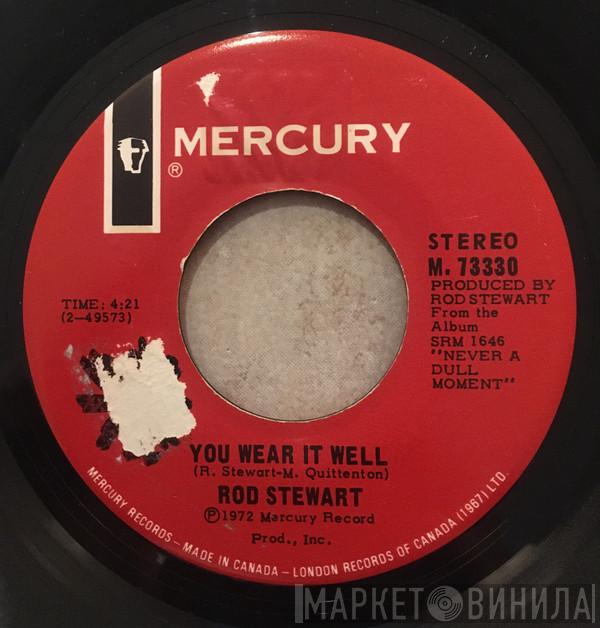 MERCURY
®
STEREO
M. 73330
PRODUCED BY
ROD STEWART
From the
Album
SRM 1646
"NEVER A
DULL
MOMENT"
TIME: 4:21
(2-49573)
YOU WEAR IT WELL
(R. Stewart-M. Quittenton)
ROD STEWART
℗1972 Mercury Record
Prod., Inc.
MERCURY RECORDS – MADE IN CANADA – LONDON RECORDS OF CANADA (1967) LTD.
МАРКЕТ ВИНИЛА